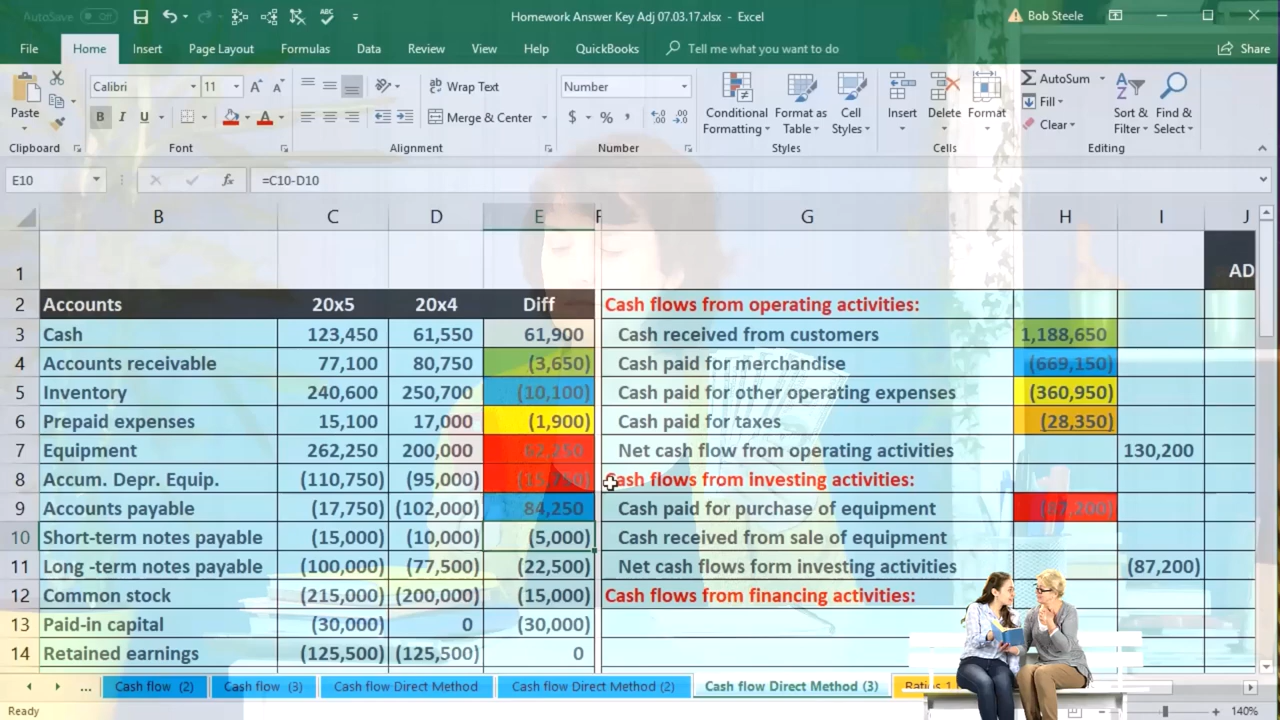 AutoSave Off Homework Answer Key Adj 07.03.17.xlsx - Excel Bob Steele
File Home Insert Page Layout Formulas Data Review View Help QuickBooks Tell me what you want to do Share
Calibri 11 Wrap Text Number AutoSum
Paste Conditional Format as Cell Insert Delete Format Fill Sort & Find &
B I U Merge & Center $ % Formatting Table Styles Clear Filter Select
Clipboard Font Alignment Number Styles Cells Editing
E10 fx =C10-D10
B C D E F G H I J
1 AD
2 Accounts 20x5 20x4 Diff Cash flows from operating activities:
3 Cash 123,450 61,550 61,900 Cash received from customers 1,188,650
4 Accounts receivable 77,100 80,750 (3,650) Cash paid for merchandise (669,150)
5 Inventory 240,600 250,700 (10,100) Cash paid for other operating expenses (360,950)
6 Prepaid expenses 15,100 17,000 (1,900) Cash paid for taxes (28,350)
7 Equipment 262,250 200,000 62,250 Net cash flow from operating activities 130,200
8 Accum. Depr. Equip. (110,750) (95,000) (15,750) Cash flows from investing activities:
9 Accounts payable (17,750) (102,000) 84,250 Cash paid for purchase of equipment (87,200)
10 Short-term notes payable (15,000) (10,000) (5,000) Cash received from sale of equipment
11 Long -term notes payable (100,000) (77,500) (22,500) Net cash flows form investing activities (87,200)
12 Common stock (215,000) (200,000) (15,000) Cash flows from financing activities:
13 Paid-in capital (30,000) 0 (30,000)
14 Retained earnings (125,500) (125,500) 0
... Cash flow (2) Cash flow (3) Cash flow Direct Method Cash flow Direct Method (2) Cash flow Direct Method (3) Ratios 1
Ready 140%